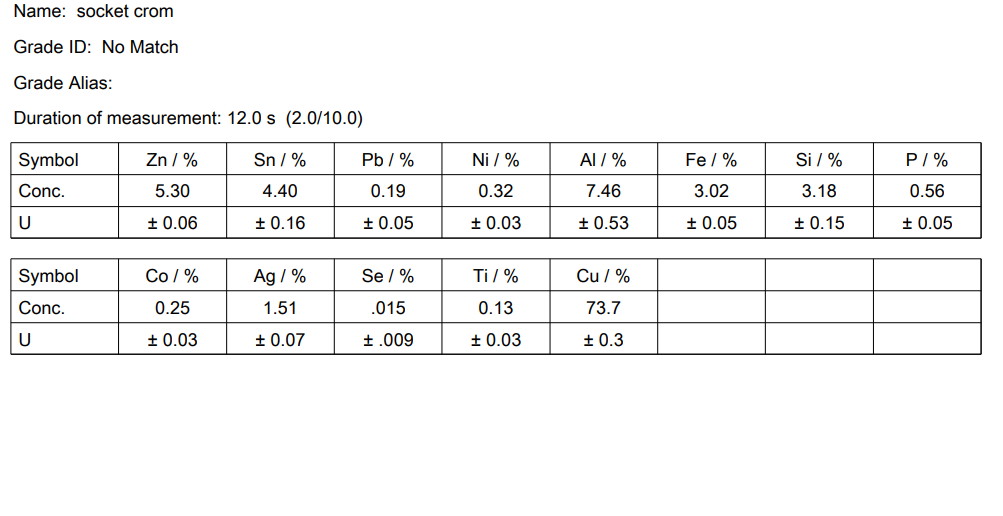 Name: socket crom
Grade ID: No Match
Grade Alias:
Duration of measurement: 12.0 s (2.0/10.0)
Symbol Zn / % Sn / % Pb / % Ni / % Al / % Fe / % Si / % P / %
Conc. 5.30 4.40 0.19 0.32 7.46 3.02 3.18 0.56
U ± 0.06 ± 0.16 ± 0.05 ± 0.03 ± 0.53 ± 0.05 ± 0.15 ± 0.05
Symbol Co / % Ag / % Se / % Ti / % Cu / %
Conc. 0.25 1.51 .015 0.13 73.7
U ± 0.03 ± 0.07 ± .009 ± 0.03 ± 0.3